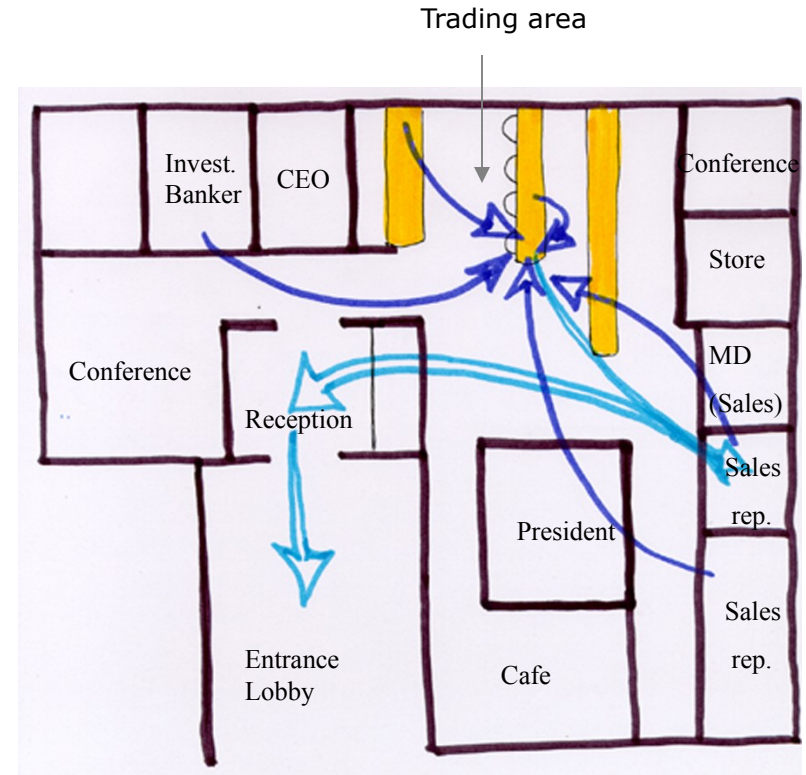 Trading area
Invest.
Banker
CEO
Conference
Store
Conference
MD
(Sales)
Reception
Sales
rep.
President
Sales
rep.
Entrance
Lobby
Cafe